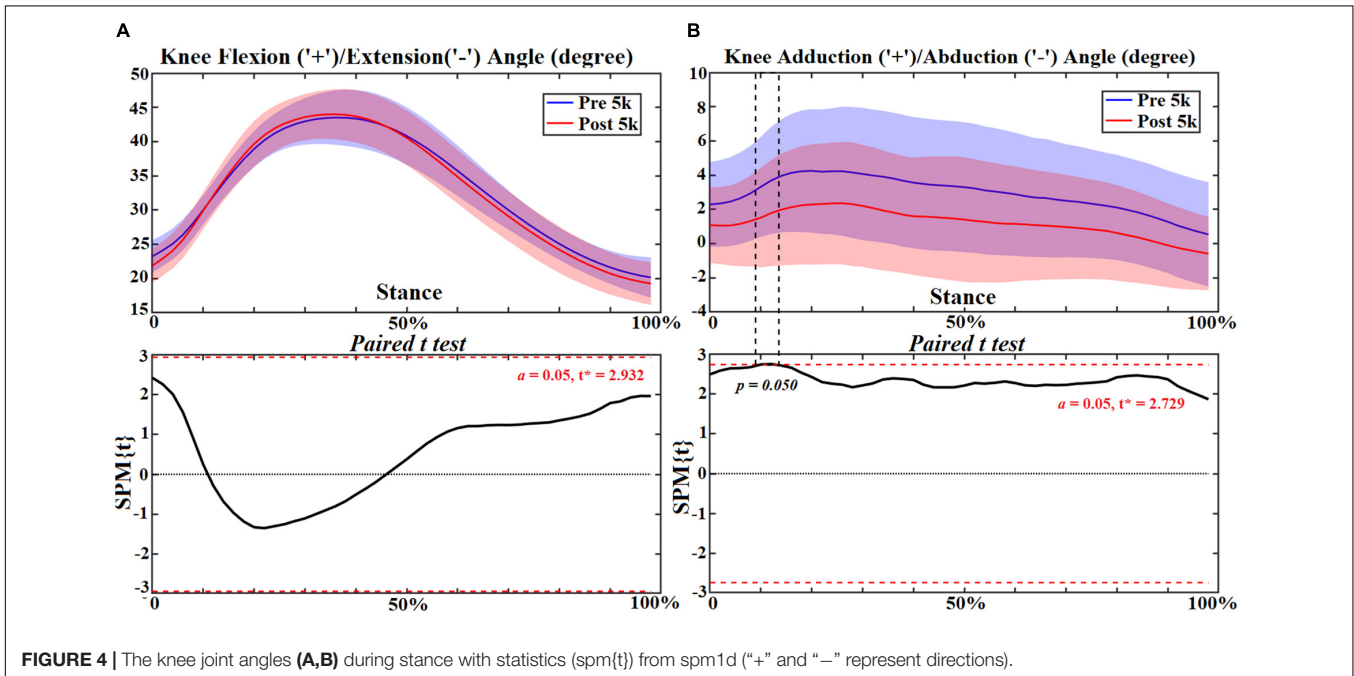 A
Knee Flexion ('+')/Extension('-') Angle (degree)
50
45
40
35
30
25
20
15
Pre 5k
Post 5k
Stance
0
50%
100%
Paired t test
3
2
1
0
-1
-2
-3
SPM{t}
a = 0.05, t* = 2.932
0
50%
100%
B
Knee Adduction ('+')/Abduction ('-') Angle (degree)
10
8
6
4
2
0
-2
-4
Pre 5k
Post 5k
Stance
0
50%
100%
Paired t test
3
2
1
0
-1
-2
-3
SPM{t}
p = 0.050
a = 0.05, t* = 2.729
0
50%
100%
FIGURE 4 | The knee joint angles (A,B) during stance with statistics (spm{t}) from spm1d (“+” and “−” represent directions).